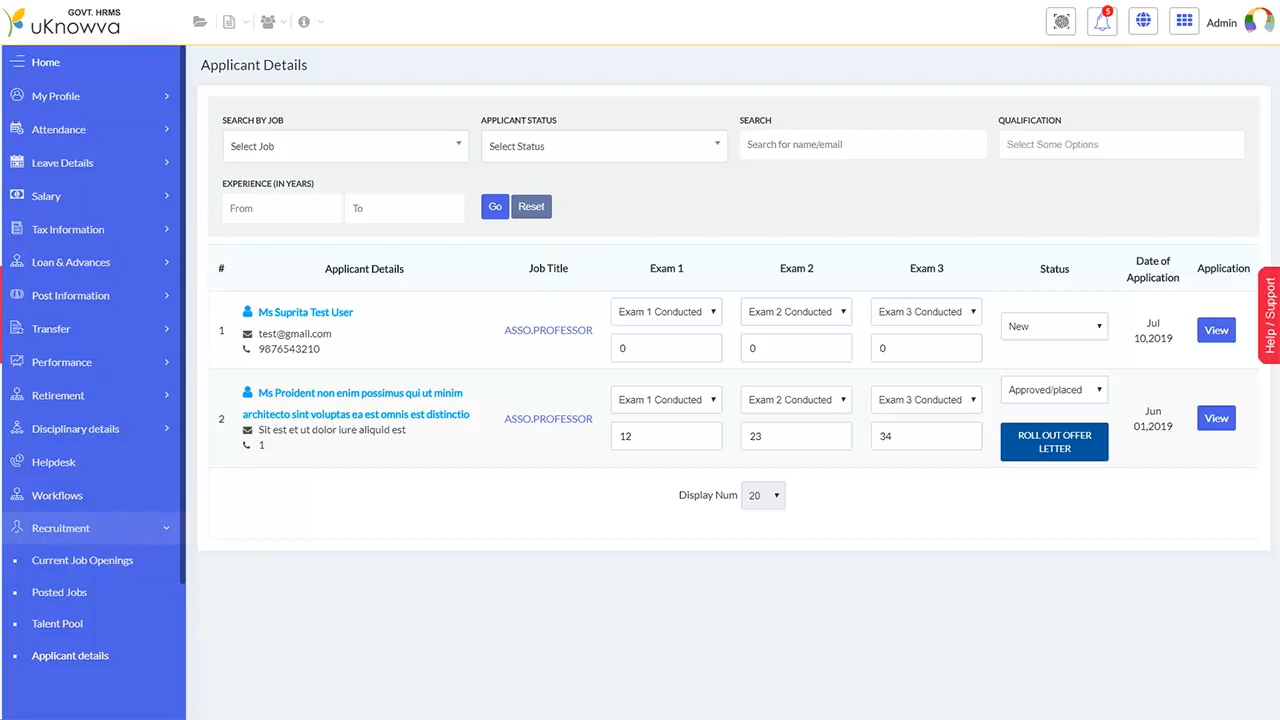 GOVT. HRMS
uKnowva
5
Admin
Home
My Profile
Attendance
Leave Details
Salary
Tax Information
Loan & Advances
Post Information
Transfer
Performance
Retirement
Disciplinary details
Helpdesk
Workflows
Recruitment
Current Job Openings
Posted Jobs
Talent Pool
Applicant details
Applicant Details
SEARCH BY JOB APPLICANT STATUS SEARCH QUALIFICATION
Select Job Select Status Search for name/email Select Some Options
EXPERIENCE (IN YEARS)
From To Go Reset
# Applicant Details Job Title Exam 1 Exam 2 Exam 3 Status Date of Application Application
1
Ms Suprita Test User
test@gmail.com
9876543210
ASSO.PROFESSOR
Exam 1 Conducted Exam 2 Conducted Exam 3 Conducted
0 0 0
New
Jul
10,2019
View
2
Ms Proident non enim possimus qui ut minim
architecto sint voluptas ea est omnis est distinctio
Sit est et ut dolor iure aliquid est
1
ASSO.PROFESSOR
Exam 1 Conducted Exam 2 Conducted Exam 3 Conducted
12 23 34
Approved/placed
ROLL OUT OFFER
LETTER
Jun
01,2019
View
Display Num 20
Help / Support